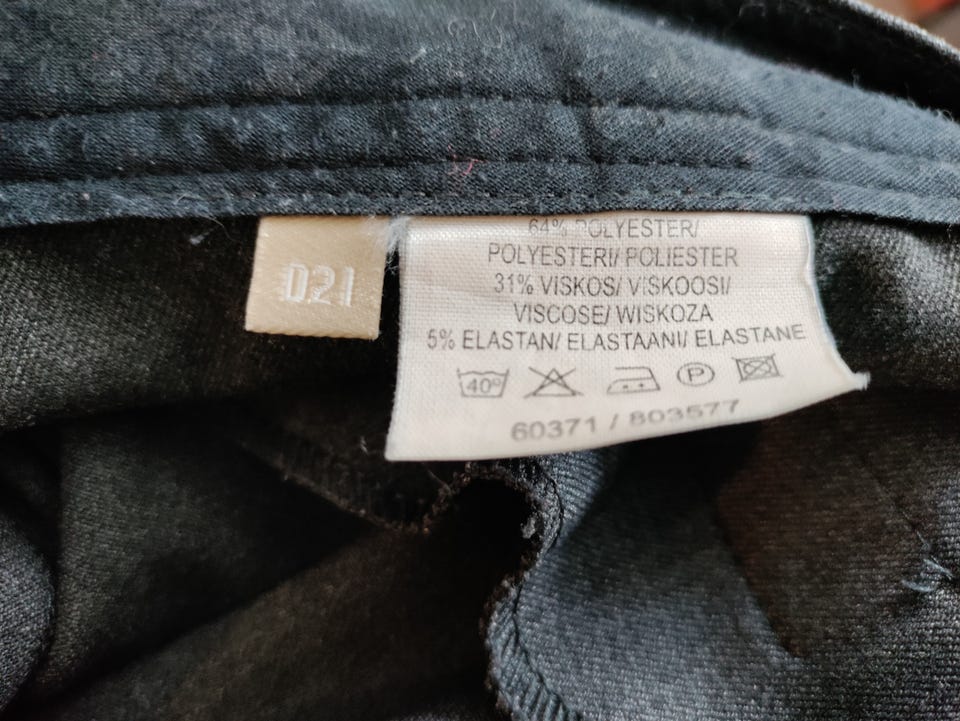 D21
64% POLYESTER/
POLYESTERI/ POLIESTER
31% VISKOS/ VISKOOSI/
VISCOSE/ WISKOZA
5% ELASTAN/ ELASTAANI/ ELASTANE
40° P
60371 / 803577